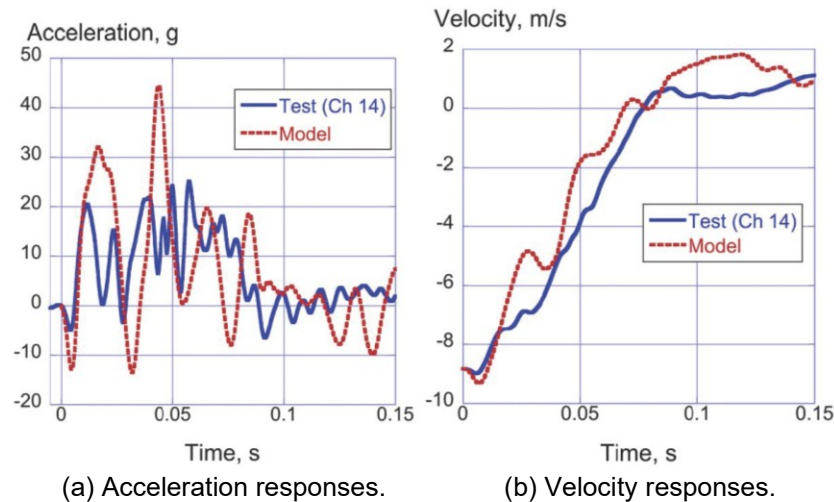 Acceleration, g
50
40
30
20
10
0
-10
-20
Test (Ch 14)
Model
0
0.05
0.1
0.15
Time, s
(a) Acceleration responses.
Velocity, m/s
2
0
-2
-4
-6
-8
-10
Test (Ch 14)
Model
0
0.05
0.1
0.15
Time, s
(b) Velocity responses.